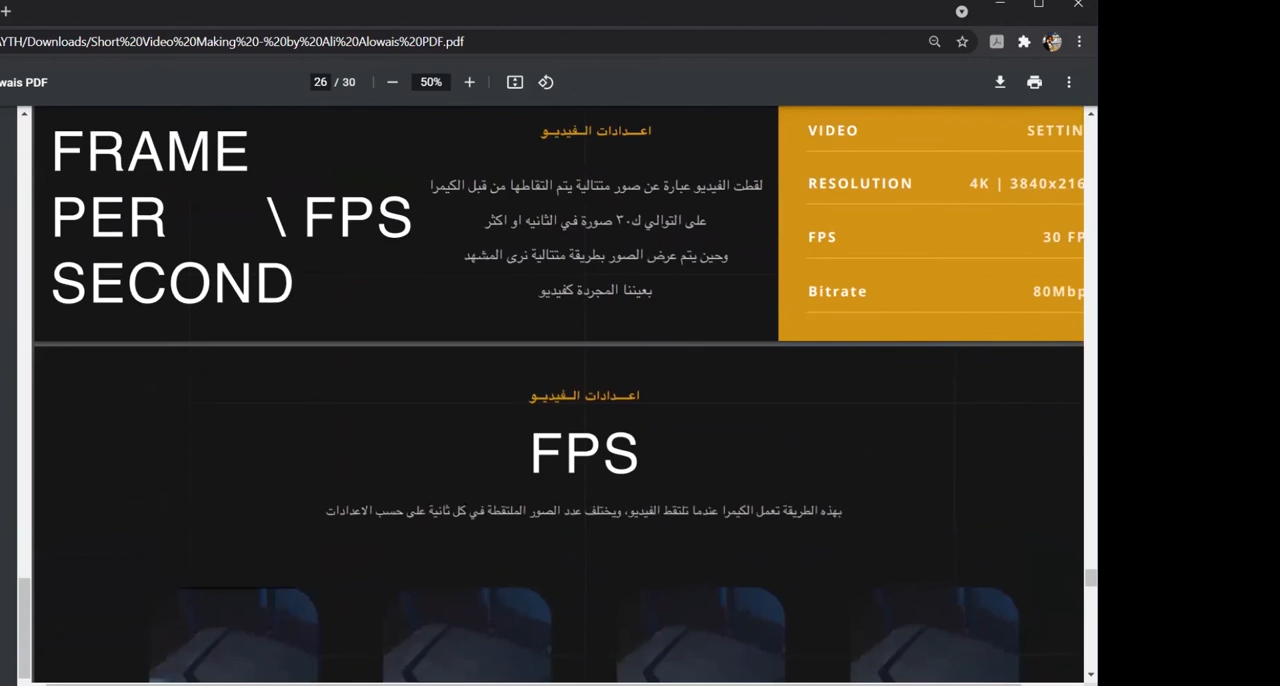 AYTH/Downloads/Short%20Video%20Making%20-%20by%20Ali%20Alowais%20PDF.pdf
wais PDF
26 / 30
50%
FRAME
PER \ FPS
SECOND
اعـــدادات الــفيديــو
لقطت الفيديو عبارة عن صور متتالية يتم التقاطها من قبل الكيمرا
على التوالي ك٣٠ صورة في الثانيه او اكثر
وحين يتم عرض الصور بطريقة متتالية نرى المشهد
بعيننا المجردة كفيديو
VIDEO SETTIN
RESOLUTION 4K | 3840x216
FPS 30 FP
Bitrate 80Mbp
اعـــدادات الــفيديــو
FPS
بهذه الطريقة تعمل الكيمرا عندما تلتقط الفيديو، ويختلف عدد الصور الملتقطة في كل ثانية على حسب الاعدادات